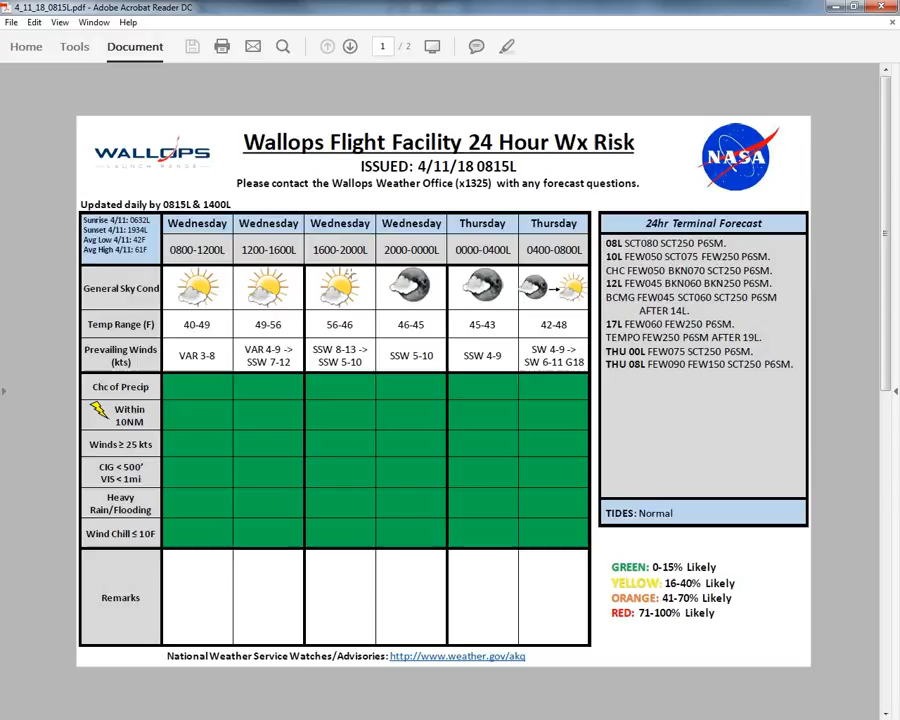 4_11_18_0815L.pdf - Adobe Acrobat Reader DC
File Edit View Window Help
Home Tools Document 1 / 2
WALLOPS
LAUNCH RANGE
Wallops Flight Facility 24 Hour Wx Risk
ISSUED: 4/11/18 0815L
Please contact the Wallops Weather Office (x1325) with any forecast questions.
NASA
Updated daily by 0815L & 1400L
Sunrise 4/11: 0632L
Sunset 4/11: 1934L
Avg Low 4/11: 42F
Avg High 4/11: 61F
Wednesday Wednesday Wednesday Wednesday Thursday Thursday
0800-1200L 1200-1600L 1600-2000L 2000-0000L 0000-0400L 0400-0800L
General Sky Cond
Temp Range (F) 40-49 49-56 56-46 46-45 45-43 42-48
Prevailing Winds (kts) VAR 3-8 VAR 4-9 -> SSW 7-12 SSW 8-13 -> SSW 5-10 SSW 5-10 SSW 4-9 SW 4-9 -> SW 6-11 G18
Chc of Precip
Within 10NM
Winds ≥ 25 kts
CIG < 500'
VIS < 1mi
Heavy
Rain/Flooding
Wind Chill ≤ 10F
Remarks
24hr Terminal Forecast
08L SCT080 SCT250 P6SM.
10L FEW050 SCT075 FEW250 P6SM.
CHC FEW050 BKN070 SCT250 P6SM.
12L FEW045 BKN060 BKN250 P6SM.
BCMG FEW045 SCT060 SCT250 P6SM
AFTER 14L.
17L FEW060 FEW250 P6SM.
TEMPO FEW250 P6SM AFTER 19L.
THU 00L FEW075 SCT250 P6SM.
THU 08L FEW090 FEW150 SCT250 P6SM.
TIDES: Normal
GREEN: 0-15% Likely
YELLOW: 16-40% Likely
ORANGE: 41-70% Likely
RED: 71-100% Likely
National Weather Service Watches/Advisories: http://www.weather.gov/akq